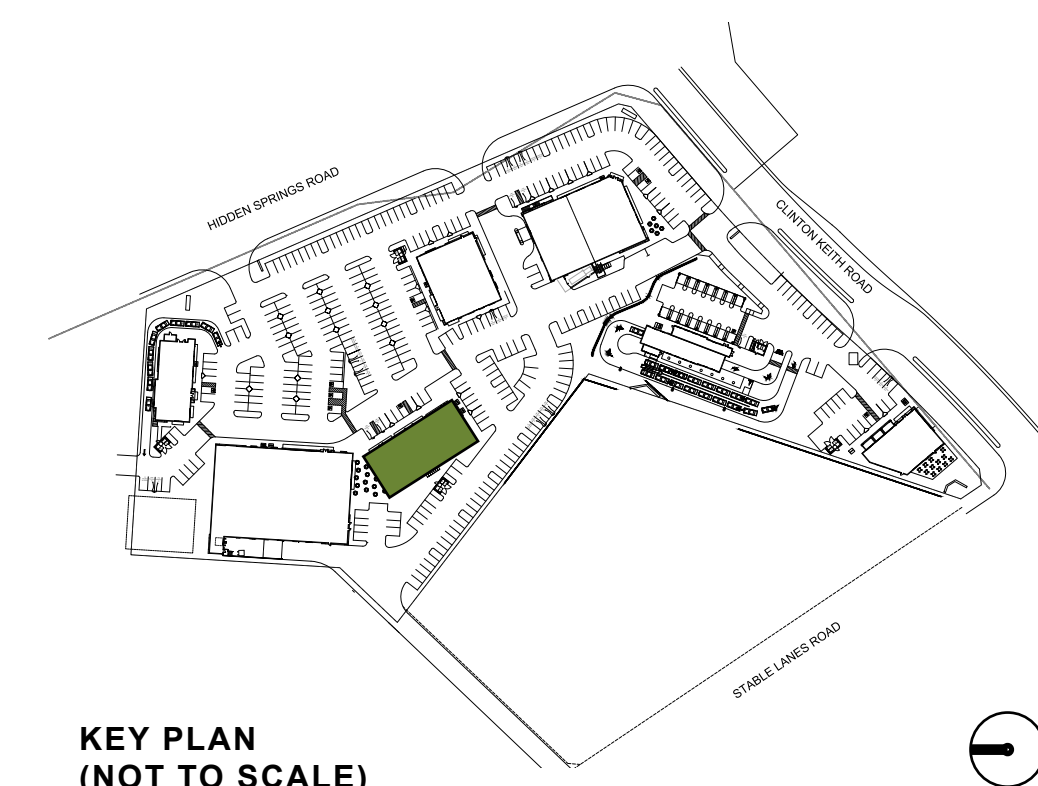 HIDDEN SPRINGS ROAD
CLINTON KEITH ROAD
STABLE LANES ROAD
KEY PLAN
(NOT TO SCALE)